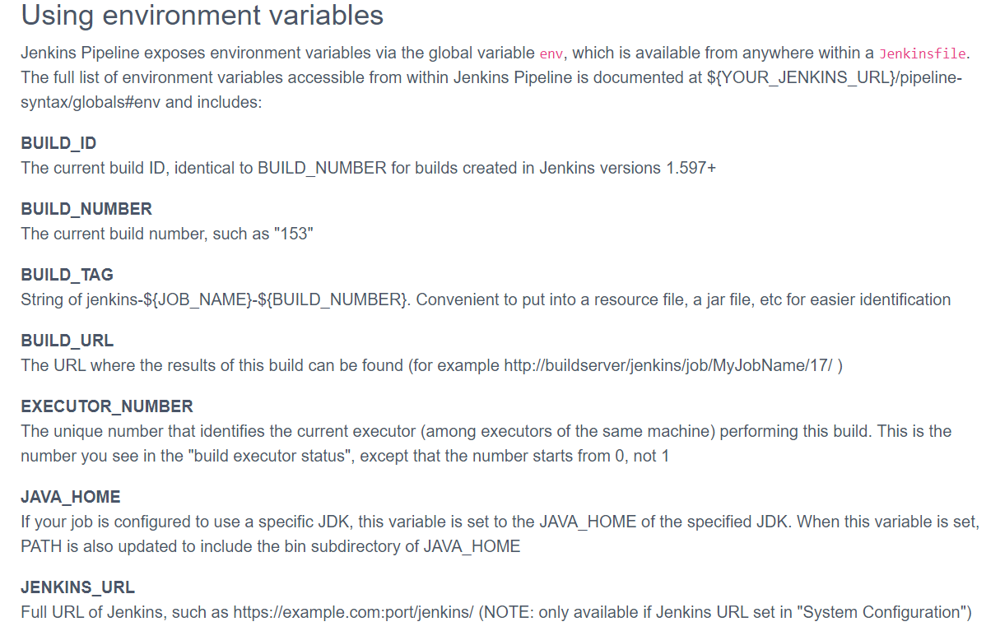 Using environment variables
Jenkins Pipeline exposes environment variables via the global variable env, which is available from anywhere within a Jenkinsfile.
The full list of environment variables accessible from within Jenkins Pipeline is documented at ${YOUR_JENKINS_URL}/pipeline-
syntax/globals#env and includes:
BUILD_ID
The current build ID, identical to BUILD_NUMBER for builds created in Jenkins versions 1.597+
BUILD_NUMBER
The current build number, such as "153"
BUILD_TAG
String of jenkins-${JOB_NAME}-${BUILD_NUMBER}. Convenient to put into a resource file, a jar file, etc for easier identification
BUILD_URL
The URL where the results of this build can be found (for example http://buildserver/jenkins/job/MyJobName/17/ )
EXECUTOR_NUMBER
The unique number that identifies the current executor (among executors of the same machine) performing this build. This is the
number you see in the "build executor status", except that the number starts from 0, not 1
JAVA_HOME
If your job is configured to use a specific JDK, this variable is set to the JAVA_HOME of the specified JDK. When this variable is set,
PATH is also updated to include the bin subdirectory of JAVA_HOME
JENKINS_URL
Full URL of Jenkins, such as https://example.com:port/jenkins/ (NOTE: only available if Jenkins URL set in "System Configuration")